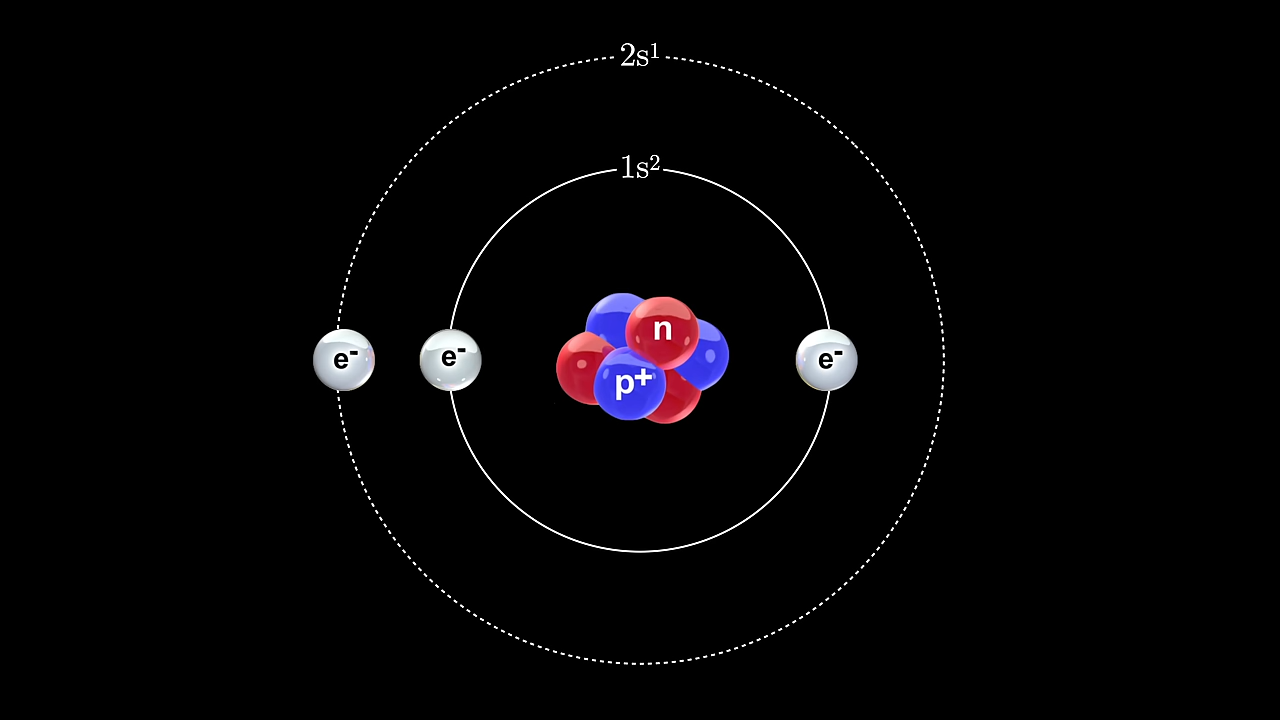 2s¹
1s²
n
e⁻ e⁻ e⁻
p⁺